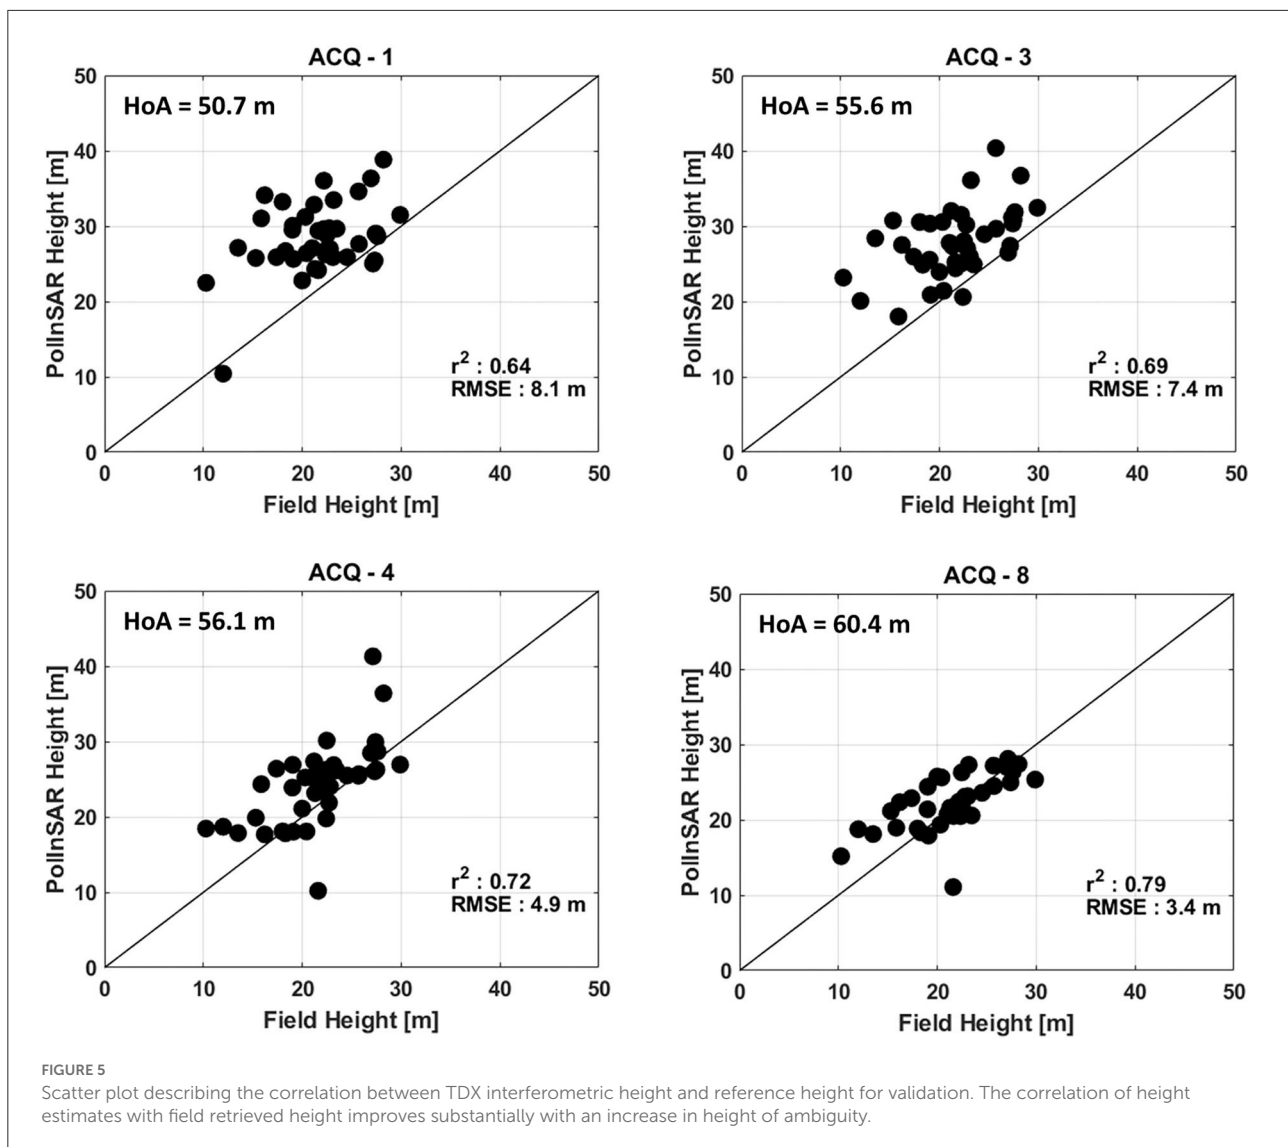 ACQ - 1
HoA = 50.7 m
PolInSAR Height [m]
50
40
30
20
10
0
r2 : 0.64
RMSE : 8.1 m
0 10 20 30 40 50
Field Height [m]
ACQ - 3
HoA = 55.6 m
PolInSAR Height [m]
50
40
30
20
10
0
r2 : 0.69
RMSE : 7.4 m
0 10 20 30 40 50
Field Height [m]
ACQ - 4
HoA = 56.1 m
PolInSAR Height [m]
50
40
30
20
10
0
r2 : 0.72
RMSE : 4.9 m
0 10 20 30 40 50
Field Height [m]
ACQ - 8
HoA = 60.4 m
PolInSAR Height [m]
50
40
30
20
10
0
r2 : 0.79
RMSE : 3.4 m
0 10 20 30 40 50
Field Height [m]
FIGURE 5
Scatter plot describing the correlation between TDX interferometric height and reference height for validation. The correlation of height
estimates with field retrieved height improves substantially with an increase in height of ambiguity.